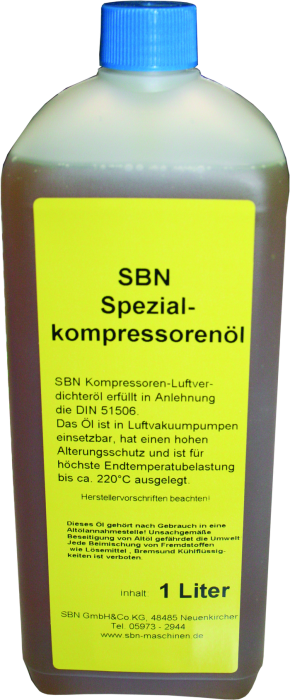 SBN
Spezial-
kompressorenöl
SBN Kompressoren-Luftver-
dichteröl erfüllt in Anlehnung
die DIN 51506.
Das Öl ist in Luftvakuumpumpen
einsetzbar, hat einen hohen
Alterungsschutz und ist für
höchste Endtemperatubelastung
bis ca. 220°C ausgelegt.
Herstellervorschriften beachten!
Dieses Öl gehört nach Gebrauch in eine
Altölannahmestelle! Unsachgemäße
Beseitigung von Altöl gefährdet die Umwelt
Jede Beimischung von Fremdstoffen
wie Lösemittel , Bremsund Kühlflüssig-
keiten ist verboten.
inhalt: 1 Liter
SBN GmbH&Co.KG, 48485 Neuenkircher
Tel. 05973 - 2944
www.sbn-maschinen.de